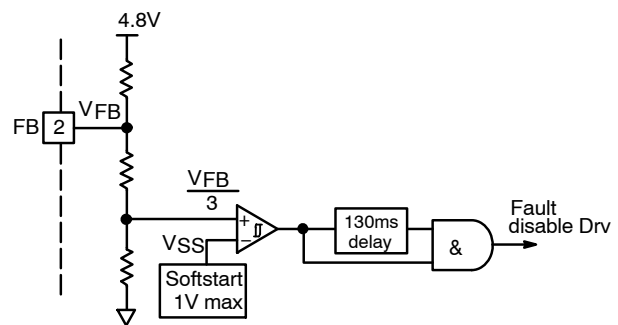 4.8V
VFB
FB 2
VFB
3
+
VSS
−
Softstart
1V max
130ms
delay
&
Fault
disable Drv